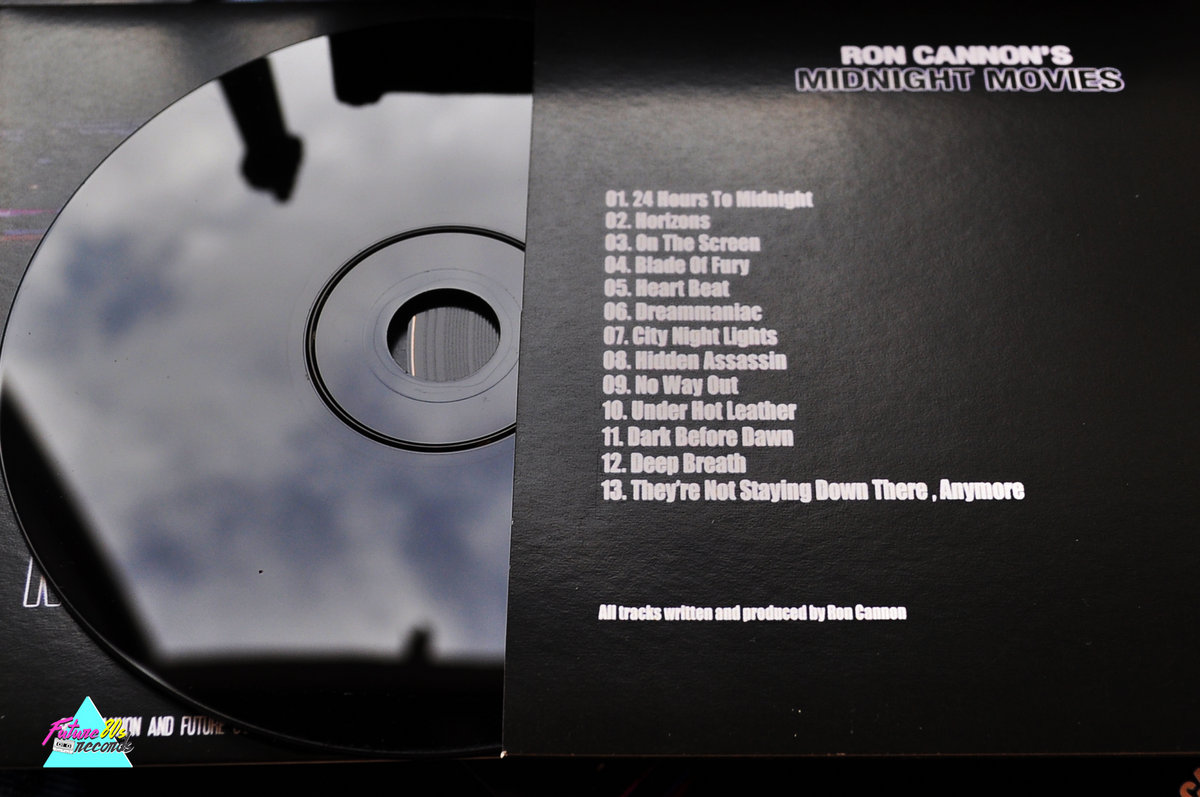 RON CANNON'S
MIDNIGHT MOVIES
01. 24 Hours To Midnight
02. Horizons
03. On The Screen
04. Blade Of Fury
05. Heart Beat
06. Dreammaniac
07. City Night Lights
08. Hidden Assassin
09. No Way Out
10. Under Hot Leather
11. Dark Before Dawn
12. Deep Breath
13. They're Not Staying Down There , Anymore
All tracks written and produced by Ron Cannon
AND FUTURE
Future 80s
records